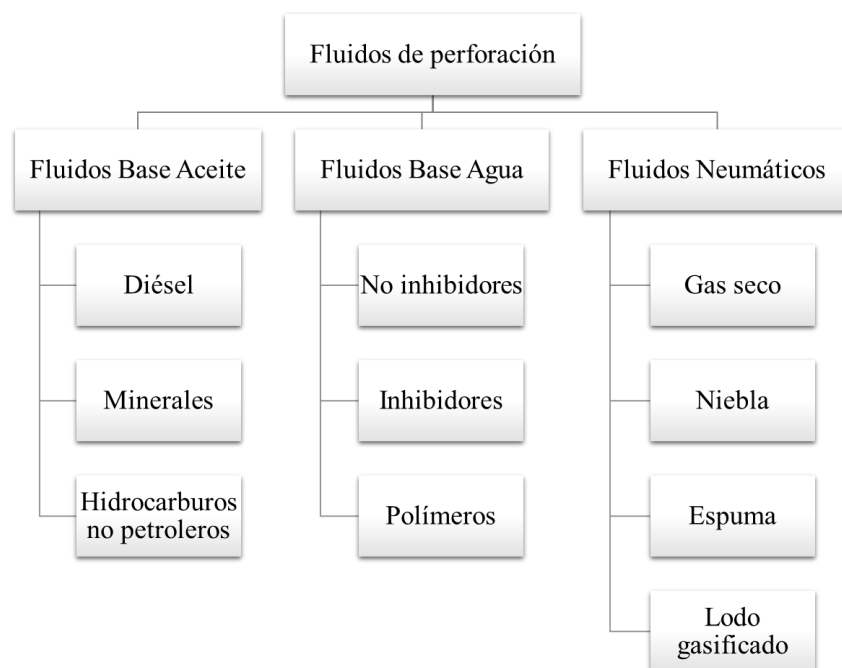 Fluidos de perforación
Fluidos Base Aceite
Diésel
Minerales
Hidrocarburos
no petroleros
Fluidos Base Agua
No inhibidores
Inhibidores
Polímeros
Fluidos Neumáticos
Gas seco
Niebla
Espuma
Lodo
gasificado